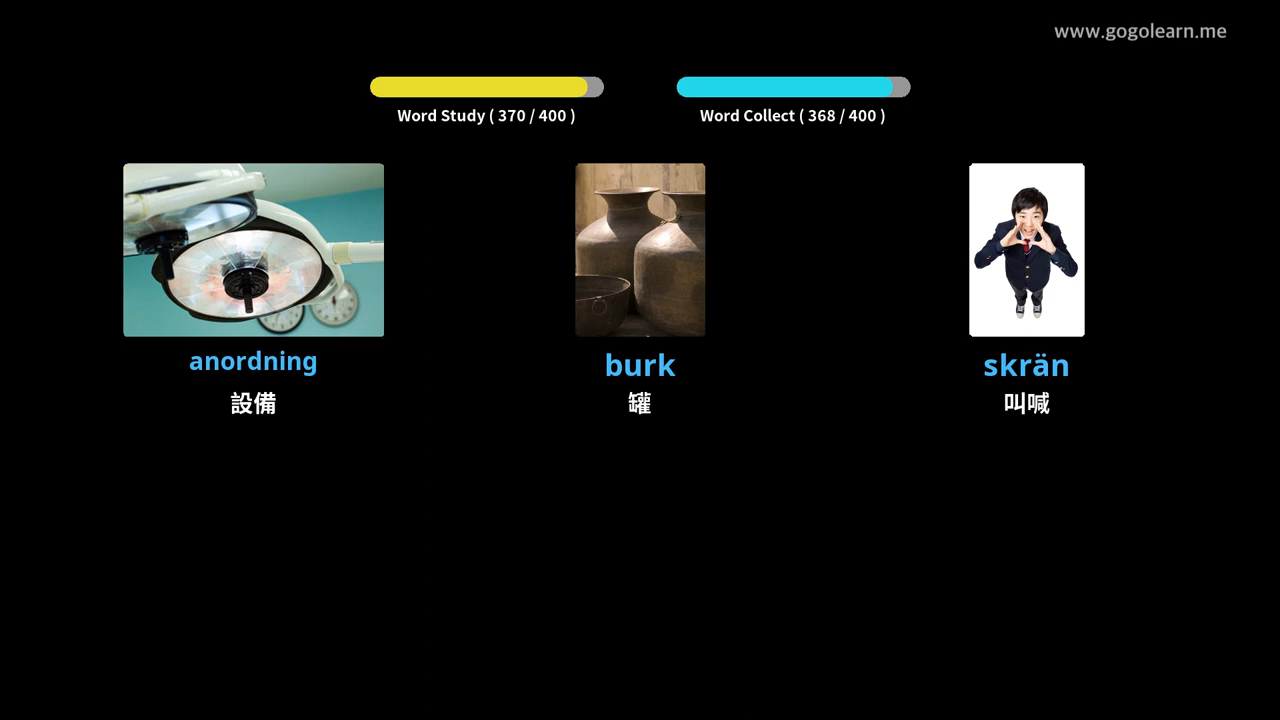 www.gogolearn.me
Word Study ( 370 / 400 )
Word Collect ( 368 / 400 )
anordning
設備
burk
罐
skrän
叫喊